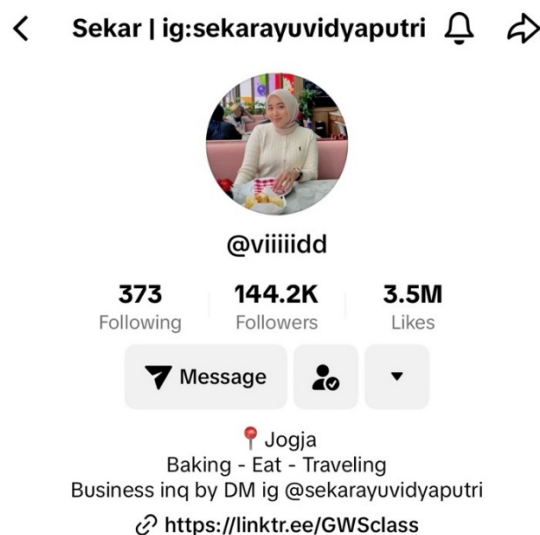 Sekar | ig:sekarayuvidyaputri
@viiiiidd
373 144.2K 3.5M
Following Followers Likes
Message
Jogja
Baking - Eat - Traveling
Business inq by DM ig @sekarayuvidyaputri
https://linktr.ee/GWSclass